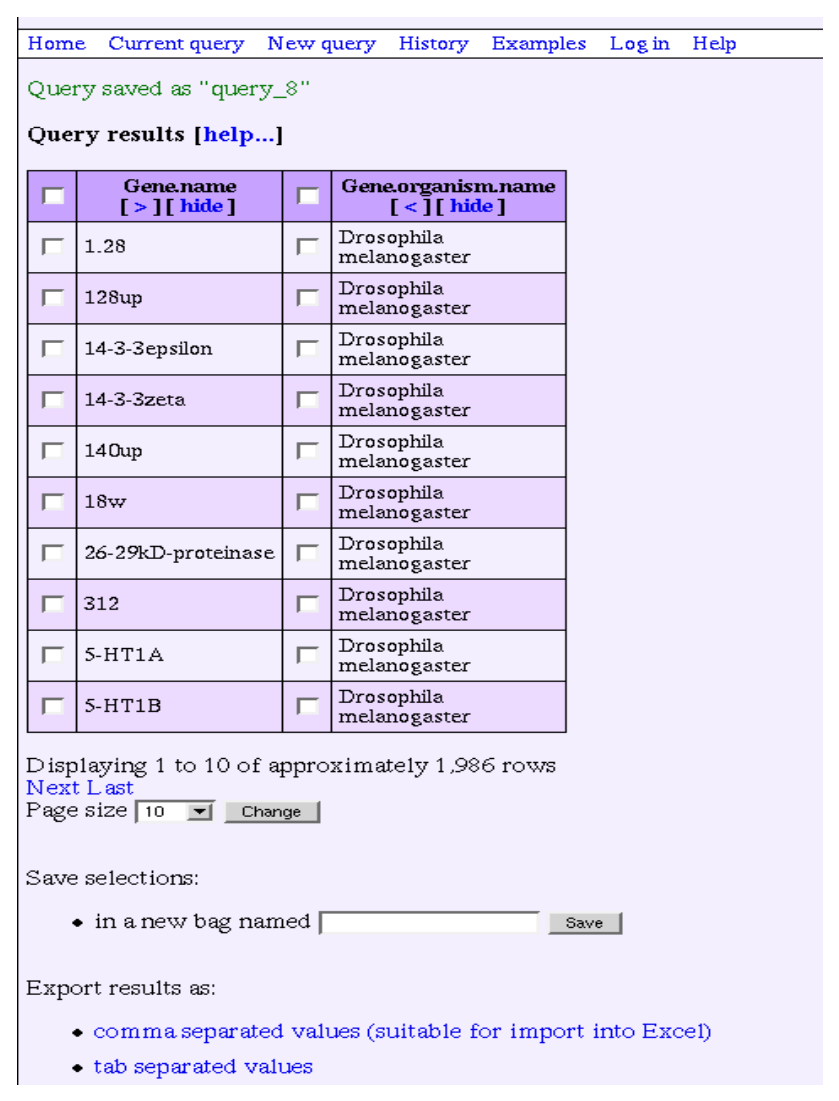 Home Current query New query History Examples Log in Help
Query saved as "query_8"
Query results [help...]
Gene.name Gene.organism.name
[ > ][ hide ] [ < ][ hide ]
1.28 Drosophila
melanogaster
128up Drosophila
melanogaster
14-3-3epsilon Drosophila
melanogaster
14-3-3zeta Drosophila
melanogaster
140up Drosophila
melanogaster
18w Drosophila
melanogaster
26-29kD-proteinase Drosophila
melanogaster
312 Drosophila
melanogaster
5-HT1A Drosophila
melanogaster
5-HT1B Drosophila
melanogaster
Displaying 1 to 10 of approximately 1,986 rows
Next Last
Page size 10 Change
Save selections:
• in a new bag named Save
Export results as:
• comma separated values (suitable for import into Excel)
• tab separated values